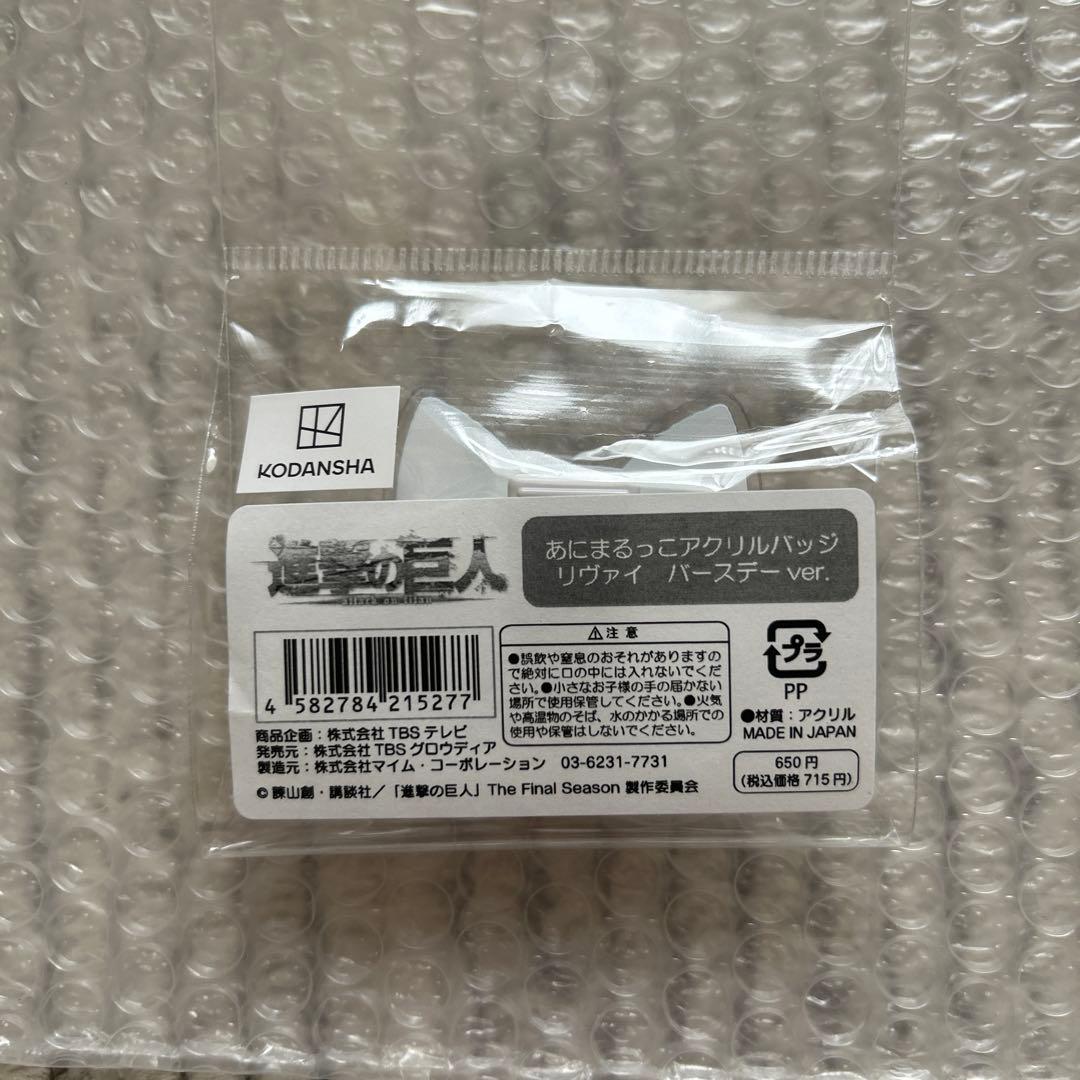 KODANSHA
進撃の巨人
attack on titan
あにまるっこアクリルバッジ
リヴァイ　バースデーver.
4 582784 215277
⚠注 意
●誤飲や窒息のおそれがありますの
で絶対に口の中には入れないでくだ
さい。●小さなお子様の手の届かない
場所で使用保管してください。●火気
や高温物のそば、水のかかる場所での
使用や保管はしないでください。
プラ
PP
●材質：アクリル
MADE IN JAPAN
650円
(税込価格 715円)
商品企画：株式会社TBSテレビ
発売元：株式会社TBSグロウディア
製造元：株式会社マイム・コーポレーション　03-6231-7731
© 諫山創・講談社／「進撃の巨人」The Final Season 製作委員会